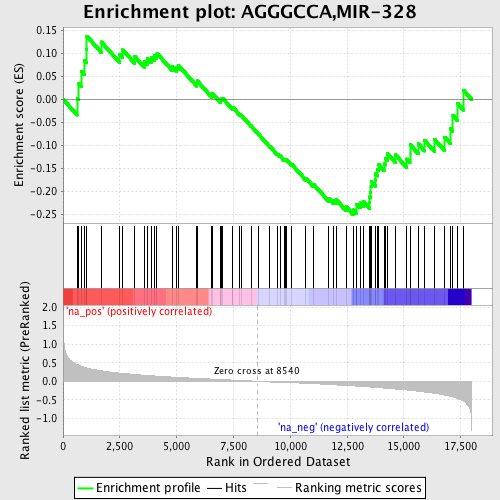 Enrichment plot: AGGGCCA,MIR-328
Enrichment score (ES)
0.15
0.10
0.05
0.00
-0.05
-0.10
-0.15
-0.20
-0.25
'na_pos' (positively correlated)
Ranked list metric (PreRanked)
2.0
1.5
1.0
0.5
0.0
-0.5
-1.0
Zero cross at 8540
'na_neg' (negatively correlated)
0
2,500
5,000
7,500
10,000
12,500
15,000
17,500
Rank in Ordered Dataset
Enrichment profile
Hits
Ranking metric scores